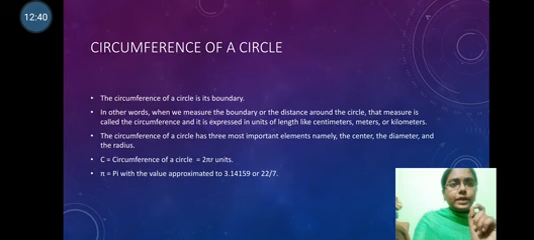 12:40
CIRCUMFERENCE OF A CIRCLE
• The circumference of a circle is its boundary.
• In other words, when we measure the boundary or the distance around the circle, that measure is
called the circumference and it is expressed in units of length like centimeters, meters, or kilometers.
• The circumference of a circle has three most important elements namely, the center, the diameter, and
the radius.
• C = Circumference of a circle = 2πr units.
• π = Pi with the value approximated to 3.14159 or 22/7.